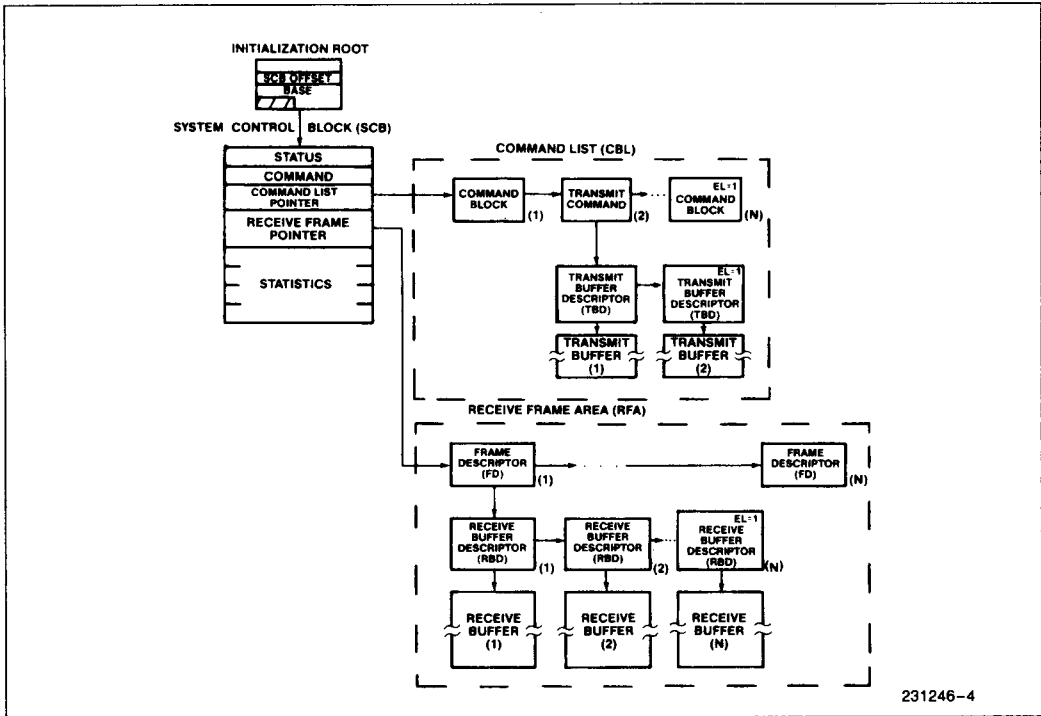 INITIALIZATION ROOT
SCB OFFSET
BASE
SYSTEM CONTROL BLOCK (SCB)
STATUS
COMMAND
COMMAND LIST
POINTER
RECEIVE FRAME
POINTER
STATISTICS
COMMAND LIST (CBL)
COMMAND
BLOCK
(1)
TRANSMIT
COMMAND
(2)
EL=1
COMMAND
BLOCK
(N)
TRANSMIT
BUFFER
DESCRIPTOR
(TBD)
EL=1
TRANSMIT
BUFFER
DESCRIPTOR
(TBD)
TRANSMIT
BUFFER
(1)
TRANSMIT
BUFFER
(2)
RECEIVE FRAME AREA (RFA)
FRAME
DESCRIPTOR
(FD)
(1)
FRAME
DESCRIPTOR
(FD)
(N)
RECEIVE
BUFFER
DESCRIPTOR
(RBD)
(1)
RECEIVE
BUFFER
DESCRIPTOR
(RBD)
(2)
EL=1
RECEIVE
BUFFER
DESCRIPTOR
(RBD)
(N)
RECEIVE
BUFFER
(1)
RECEIVE
BUFFER
(2)
RECEIVE
BUFFER
(N)
231246-4